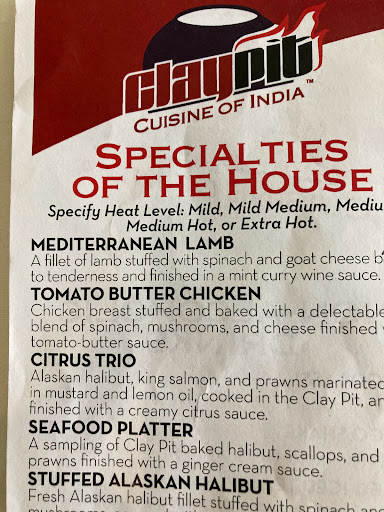 Clay Pit
TM
CUISINE OF INDIA
SPECIALTIES
OF THE HOUSE
Specify Heat Level: Mild, Mild Medium,
Medium Hot, or Extra Hot.
MEDITERRANEAN LAMB
A fillet of lamb stuffed with spinach and goat cheese
to tenderness and finished in a mint curry wine sauce.
TOMATO BUTTER CHICKEN
Chicken breast stuffed and baked with a delectable
blend of spinach, mushrooms, and cheese finished
tomato-butter sauce.
CITRUS TRIO
Alaskan halibut, king salmon, and prawns marinated
in mustard and lemon oil, cooked in the Clay Pit,
finished with a creamy citrus sauce.
SEAFOOD PLATTER
A sampling of Clay Pit baked halibut, scallops, and
prawns finished with a ginger cream sauce.
STUFFED ALASKAN HALIBUT
Fresh Alaskan halibut fillet stuffed with spinach